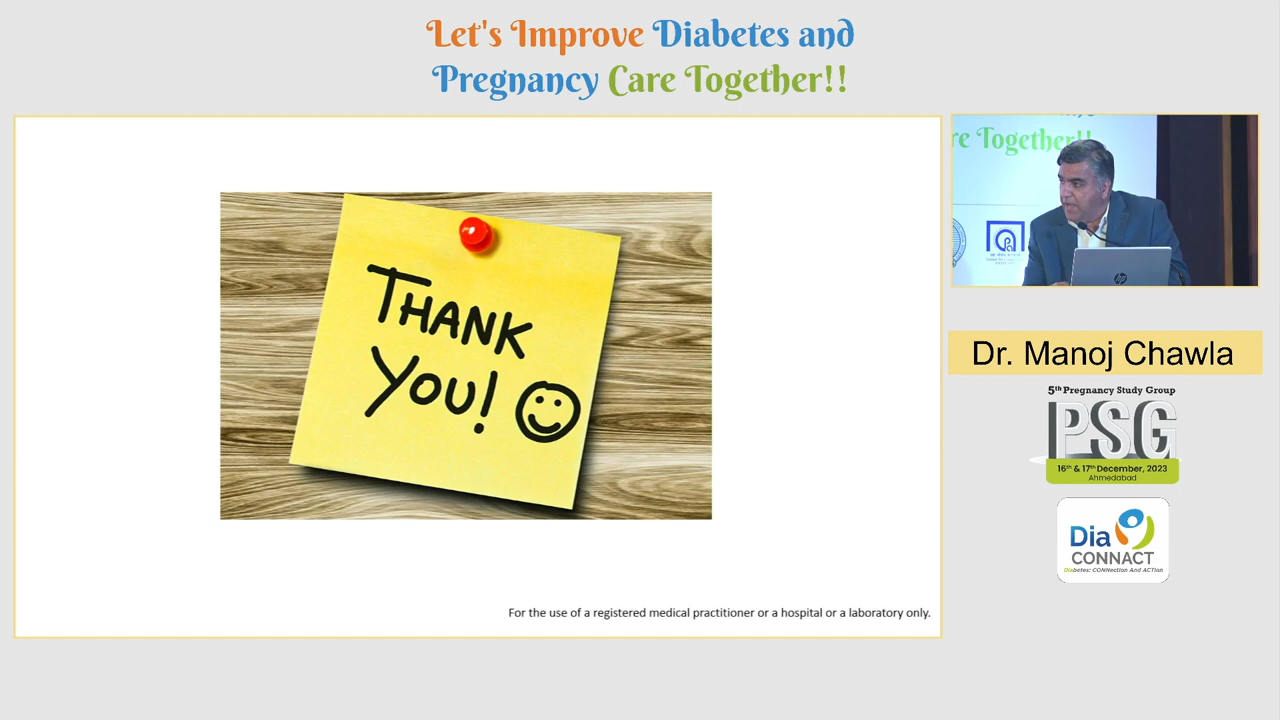 Let's Improve Diabetes and
Pregnancy Care Together!!
THANK
YOU!
For the use of a registered medical practitioner or a hospital or a laboratory only.
re Together!!
hp
Dr. Manoj Chawla
5th Pregnancy Study Group
PSG
16th & 17th December, 2023
Ahmedabad
Dia
CONNACT
Diabetes: CONNection And ACTion